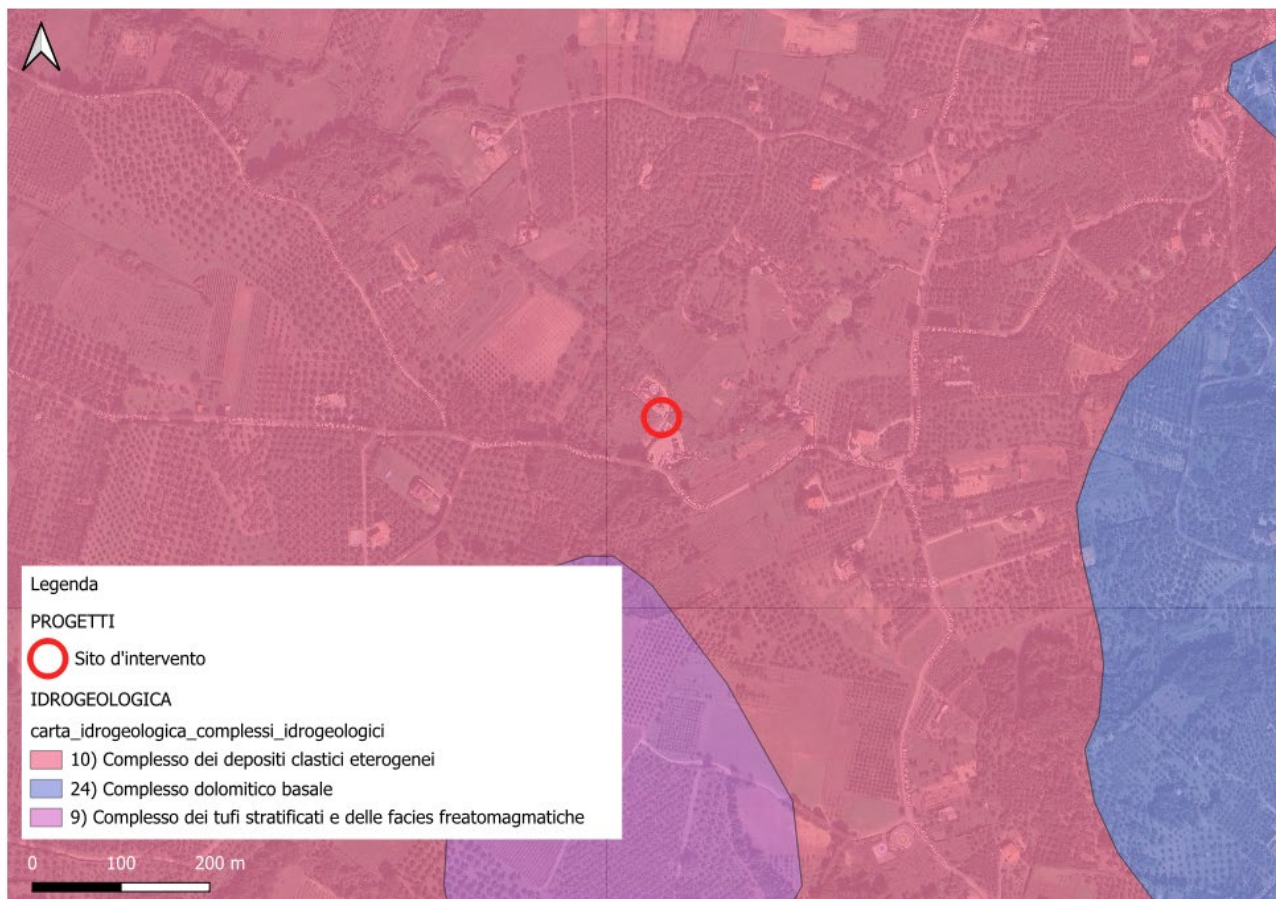 Legenda
PROGETTI
Sito d'intervento
IDROGEOLOGICA
carta_idrogeologica_complessi_idrogeologici
10) Complesso dei depositi clastici eterogenei
24) Complesso dolomitico basale
9) Complesso dei tufi stratificati e delle facies freatomagmatiche
0 100 200 m